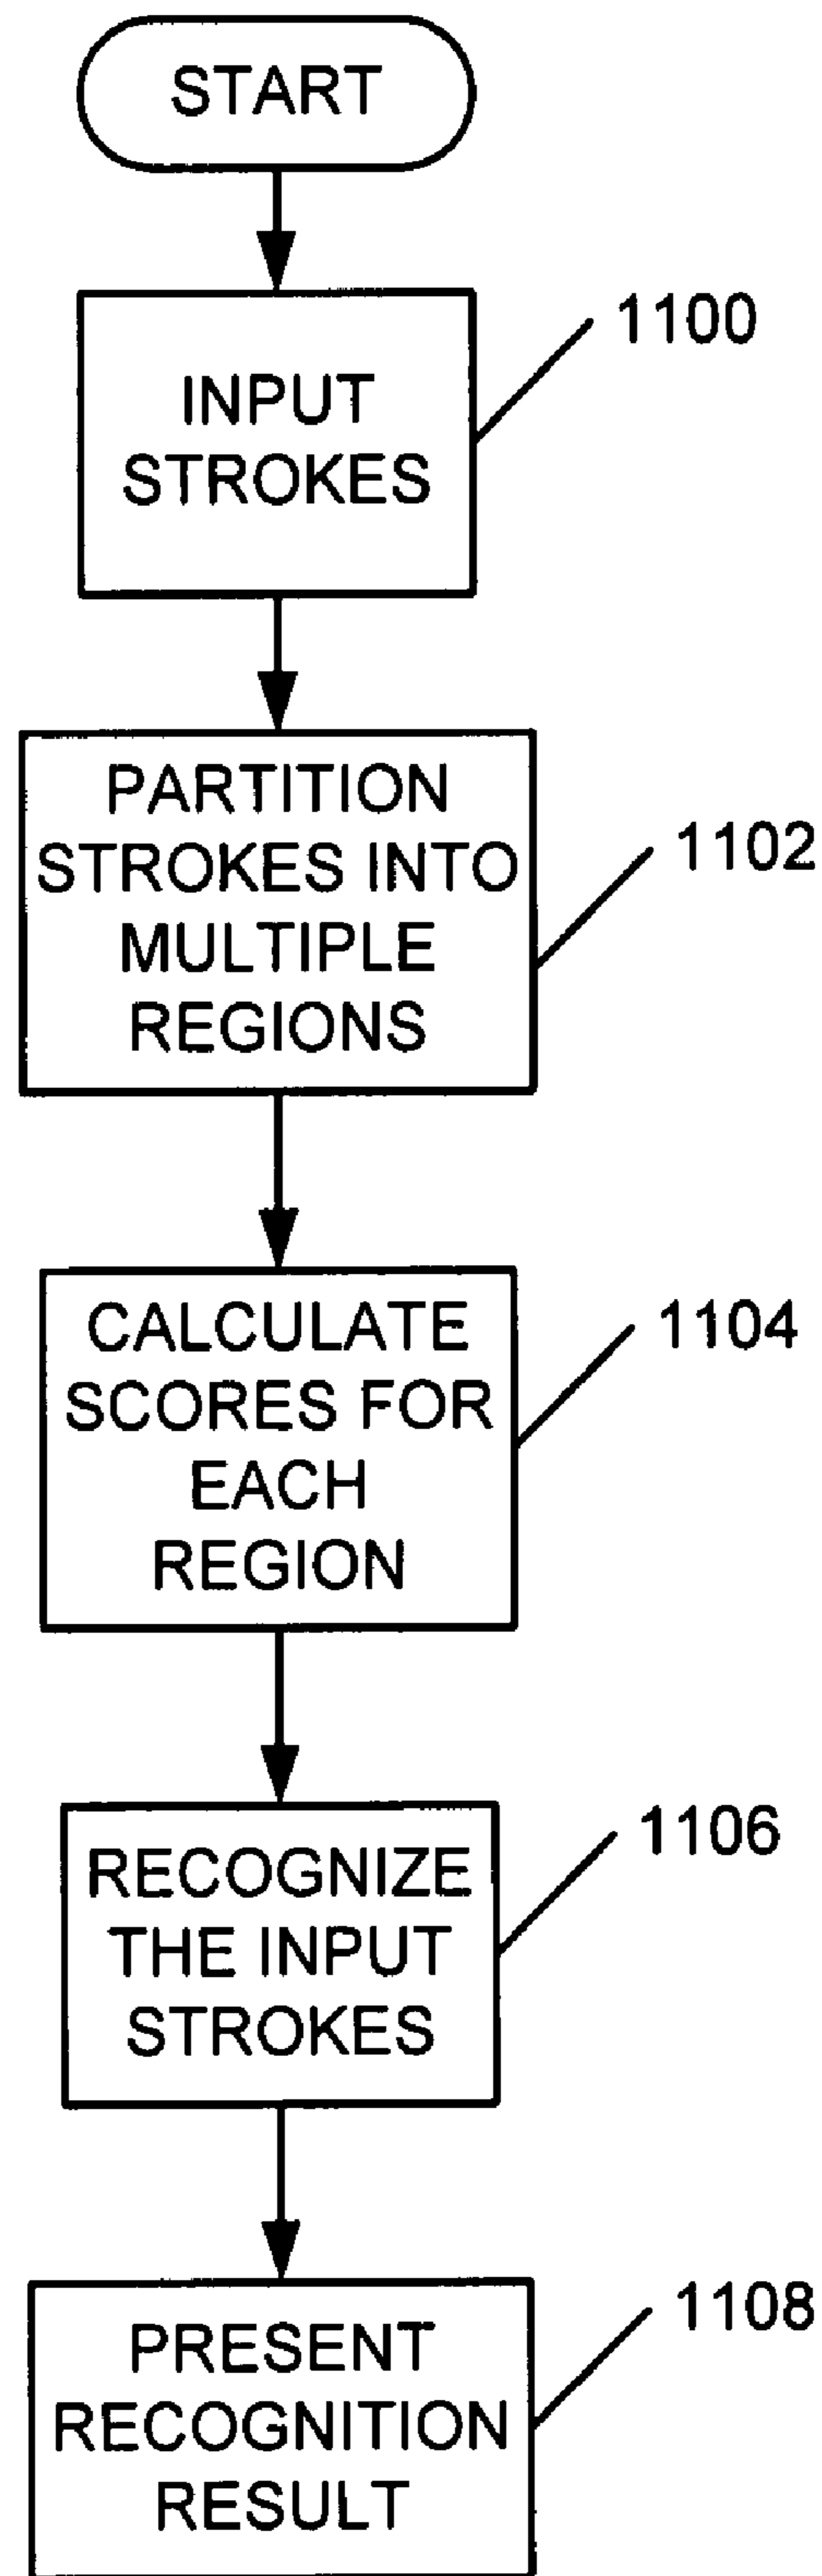 START
1100
INPUT
STROKES
PARTITION
STROKES INTO
MULTIPLE
REGIONS
1102
CALCULATE
SCORES FOR
EACH
REGION
1104
RECOGNIZE
THE INPUT
STROKES
1106
PRESENT
RECOGNITION
RESULT
1108